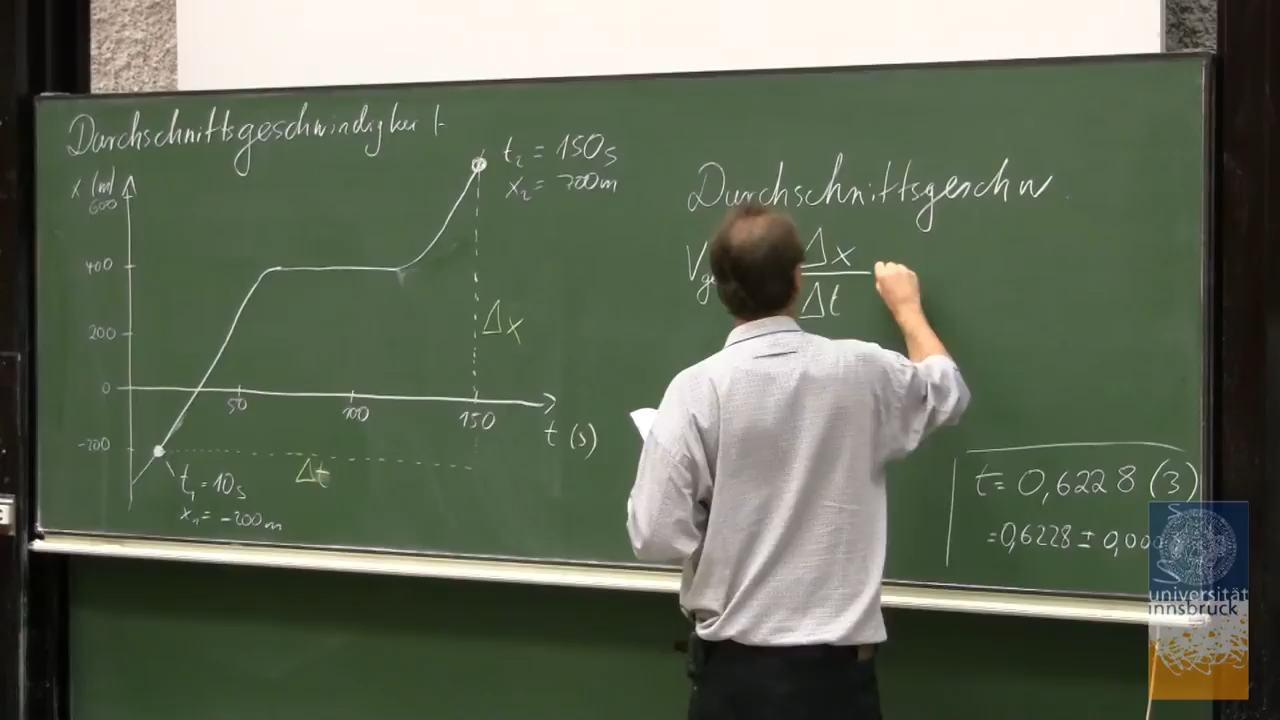 Durchschnittsgeschwindigkeit
x (m)
600
400
200
0
-200
50
100
150
t (s)
t₂ = 150s
x₂ = 700m
Δx
Δt
t₁ = 10s
x₁ = -200m
Durchschnittsgeschw.
Δx
Δt
t = 0,6228 (3)
= 0,6228 ± 0,000
universität
innsbruck